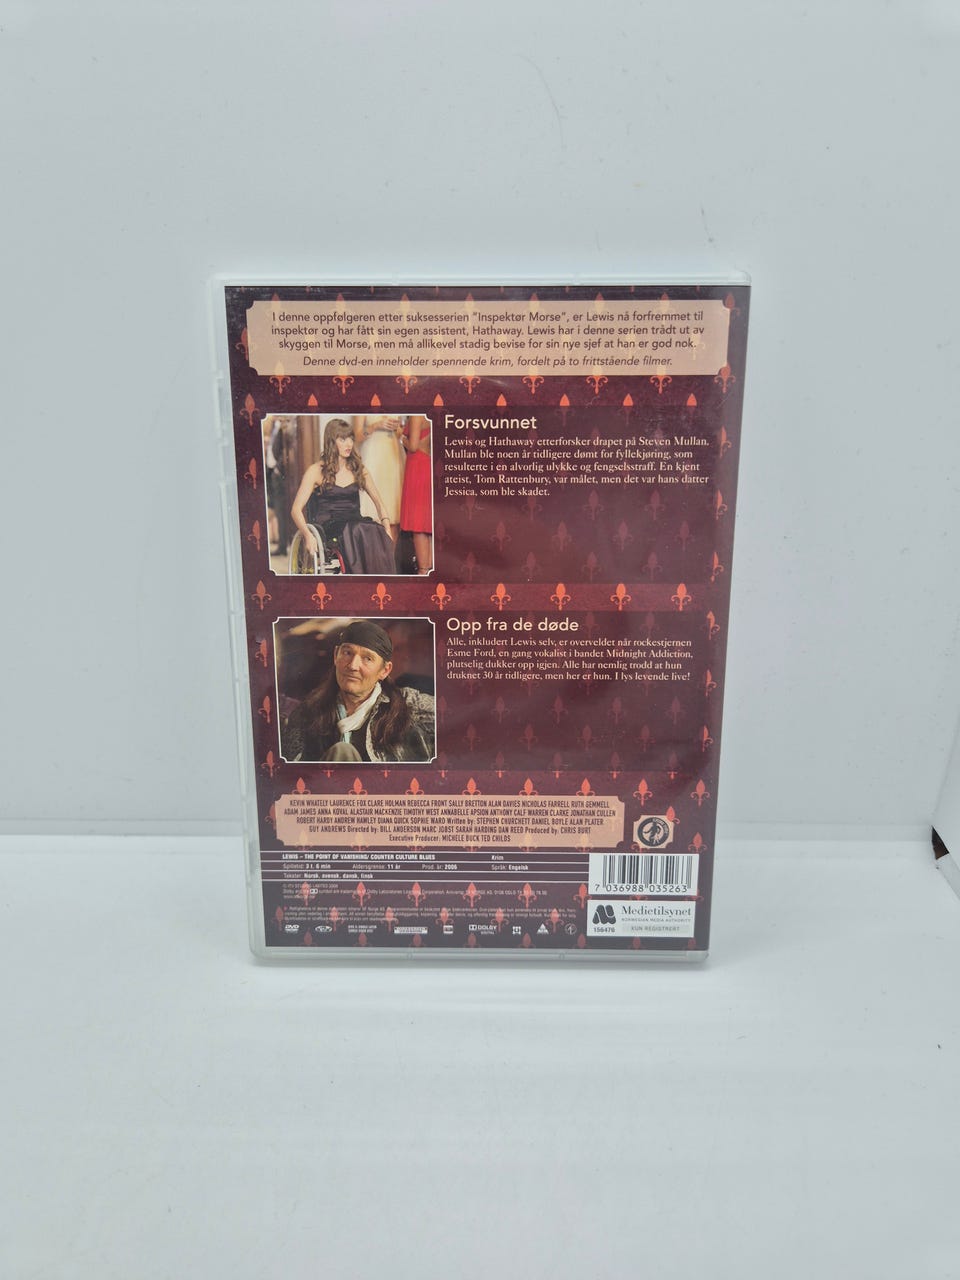 I denne oppfølgeren etter suksesserien "Inspektør Morse", er Lewis nå forfremmet til
inspektør og har fått sin egen assistent, Hathaway. Lewis har i denne serien trådt ut av
skyggen til Morse, men må allikevel stadig bevise for sin nye sjef at han er god nok.
Denne dvd-en inneholder spennende krim, fordelt på to frittstående filmer.
Forsvunnet
Lewis og Hathaway etterforsker drapet på Steven Mullan.
Mullan ble noen år tidligere dømt for fyllekjøring, som
resulterte i en alvorlig ulykke og fengselsstraff. En kjent
ateist, Tom Rattenbury, var målet, men det var hans datter
Jessica, som ble skadet.
Opp fra de døde
Alle, inkludert Lewis selv, er overveldet når rockestjernen
Esme Ford, en gang vokalist i bandet Midnight Addiction,
plutselig dukker opp igjen. Alle har nemlig trodd at hun
druknet 30 år tidligere, men her er hun. I lys levende live!
KEVIN WHATELY LAURENCE FOX CLARE HOLMAN REBECCA FRONT SALLY BRETTON ALAN DAVIES NICHOLAS FARRELL RUTH GEMMELL
ADAM JAMES ANNA KOVAL ALASTAIR MACKENZIE TIMOTHY WEST ANNABELLE APSION ANTHONY CALF WARREN CLARKE JONATHAN CULLEN
ROBERT HARDY ANDREW HAWLEY DIANA QUICK SOPHIE WARD Written by: STEPHEN CHURCHETT DANIEL BOYLE ALAN PLATER
GUY ANDREWS Directed by: BILL ANDERSON MARC JOBST SARAH HARDING DAN REED Produced by: CHRIS BURT
Executive Producer: MICHELE BUCK TED CHILDS
LEWIS – THE POINT OF VANISHING/ COUNTER CULTURE BLUES Krim
Spilletid: 3 t. 6 min Aldersgrense: 11 år Prod. år: 2006 Språk: Engelsk
Tekster: Norsk, svensk, dansk, finsk
7 036988 035263
Medietilsynet
NORWEGIAN MEDIA AUTHORITY
156476 KUN REGISTRERT
DVD DOLBY
DIGITAL